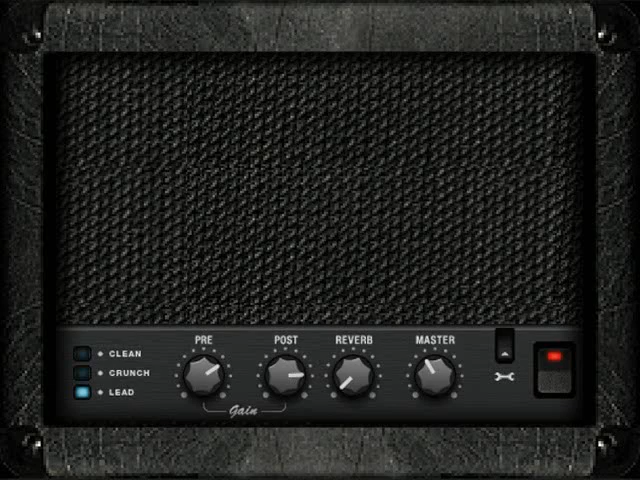 PRE
POST
REVERB
MASTER
CLEAN
CRUNCH
LEAD
Gain